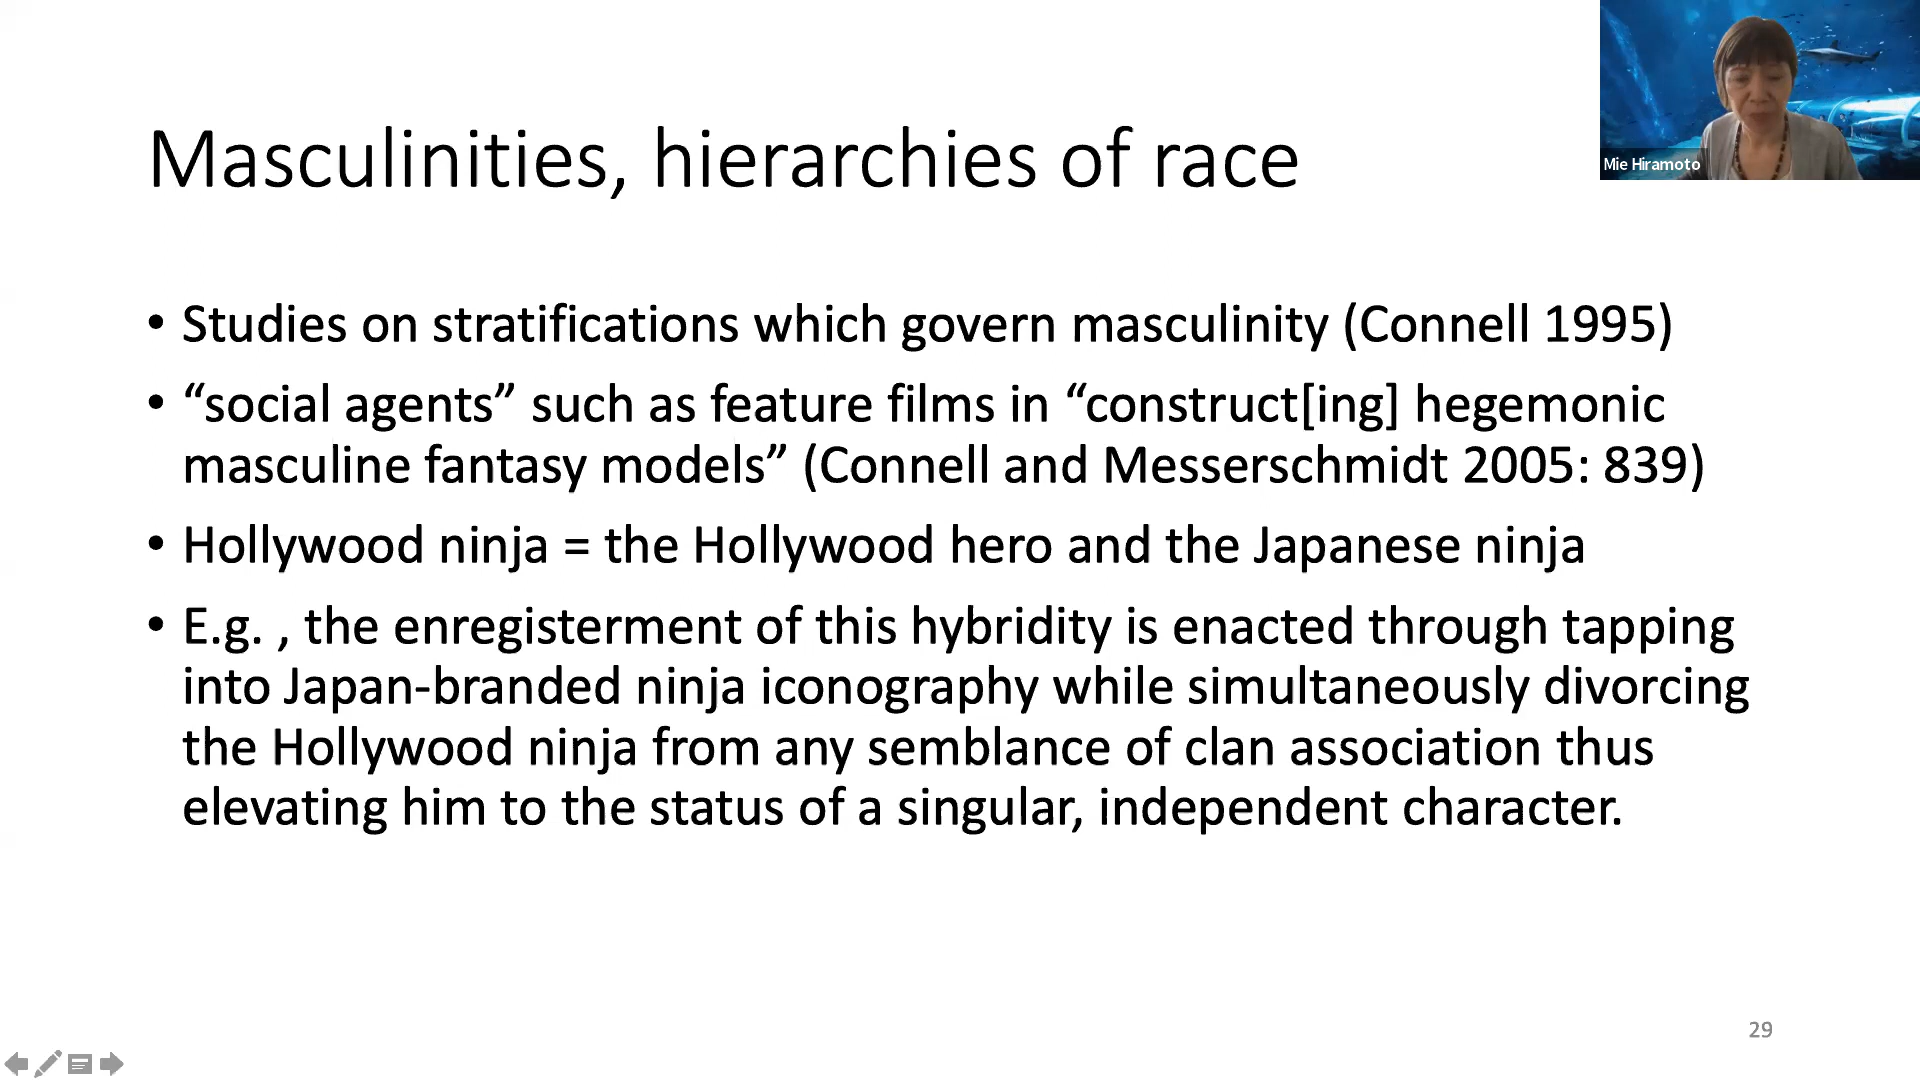 Masculinities, hierarchies of race
Mie Hiramoto
• Studies on stratifications which govern masculinity (Connell 1995)
• “social agents” such as feature films in “construct[ing] hegemonic
masculine fantasy models” (Connell and Messerschmidt 2005: 839)
• Hollywood ninja = the Hollywood hero and the Japanese ninja
• E.g. , the enregisterment of this hybridity is enacted through tapping
into Japan-branded ninja iconography while simultaneously divorcing
the Hollywood ninja from any semblance of clan association thus
elevating him to the status of a singular, independent character.
29